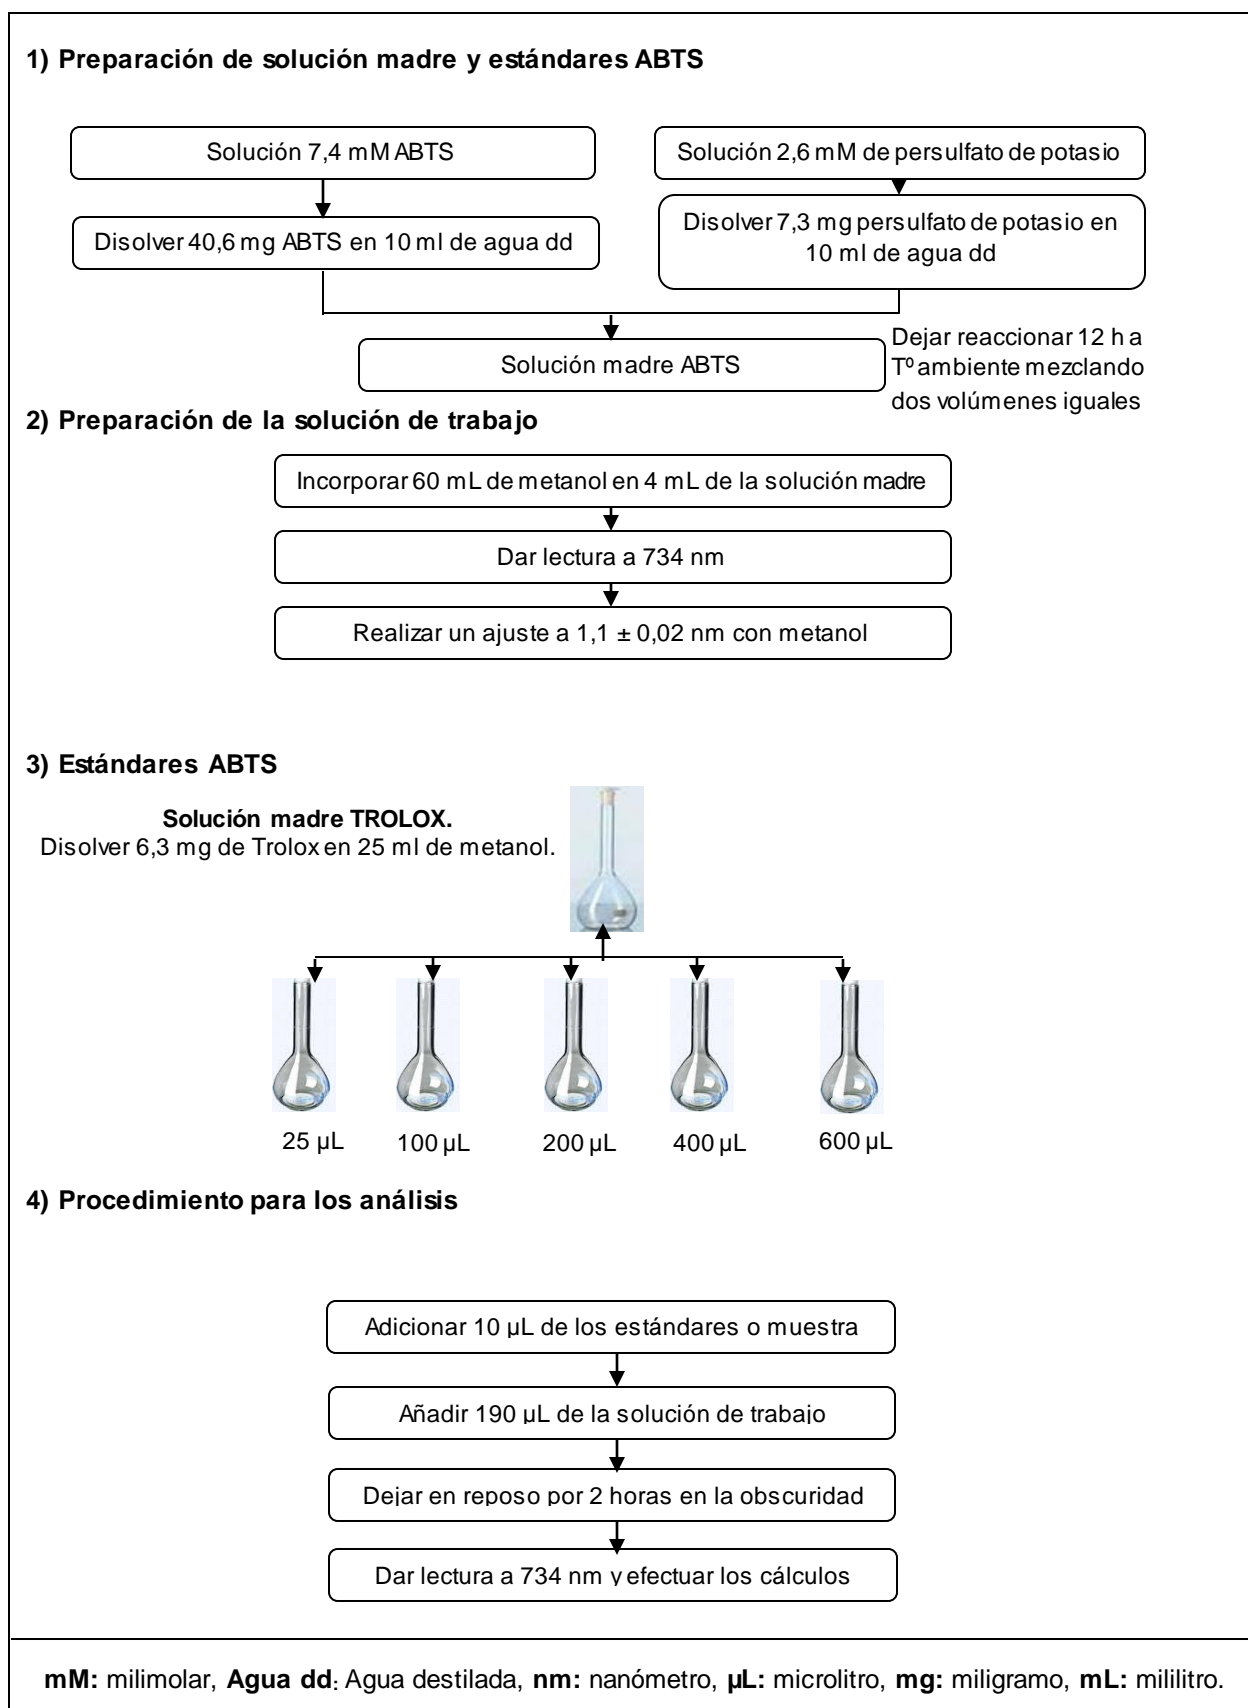 1) Preparación de solución madre y estándares ABTS
Solución 7,4 mM ABTS
Solución 2,6 mM de persulfato de potasio
Disolver 40,6 mg ABTS en 10 ml de agua dd
Disolver 7,3 mg persulfato de potasio en
10 ml de agua dd
Solución madre ABTS
Dejar reaccionar 12 h a
Tº ambiente mezclando
dos volúmenes iguales
2) Preparación de la solución de trabajo
Incorporar 60 mL de metanol en 4 mL de la solución madre
Dar lectura a 734 nm
Realizar un ajuste a 1,1 ± 0,02 nm con metanol
3) Estándares ABTS
Solución madre TROLOX.
Disolver 6,3 mg de Trolox en 25 ml de metanol.
25 µL
100 µL
200 µL
400 µL
600 µL
4) Procedimiento para los análisis
Adicionar 10 µL de los estándares o muestra
Añadir 190 µL de la solución de trabajo
Dejar en reposo por 2 horas en la obscuridad
Dar lectura a 734 nm y efectuar los cálculos
mM: milimolar, Agua dd: Agua destilada, nm: nanómetro, µL: microlitro, mg: miligramo, mL: mililitro.